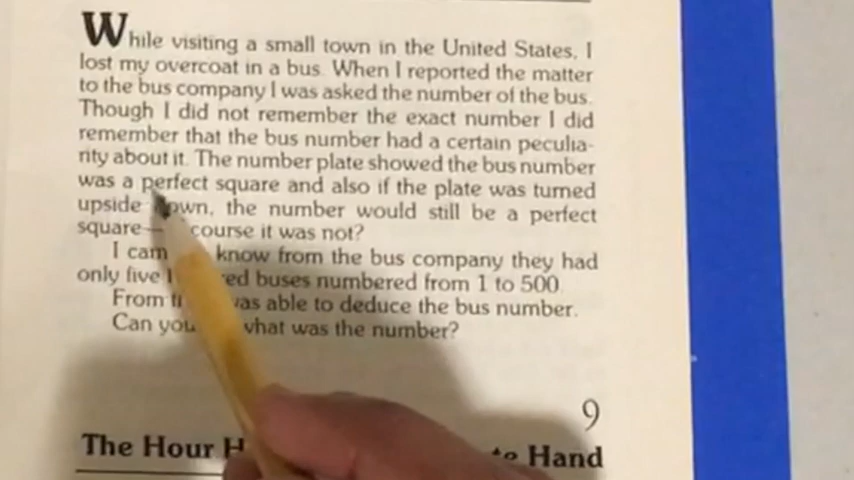 While visiting a small town in the United States, I
lost my overcoat in a bus. When I reported the matter
to the bus company I was asked the number of the bus.
Though I did not remember the exact number I did
remember that the bus number had a certain peculia-
rity about it. The number plate showed the bus number
was a perfect square and also if the plate was turned
upside down, the number would still be a perfect
square— course it was not?
I cam know from the bus company they had
only five red buses numbered from 1 to 500.
From was able to deduce the bus number.
Can you what was the number?
9
The Hour Hand